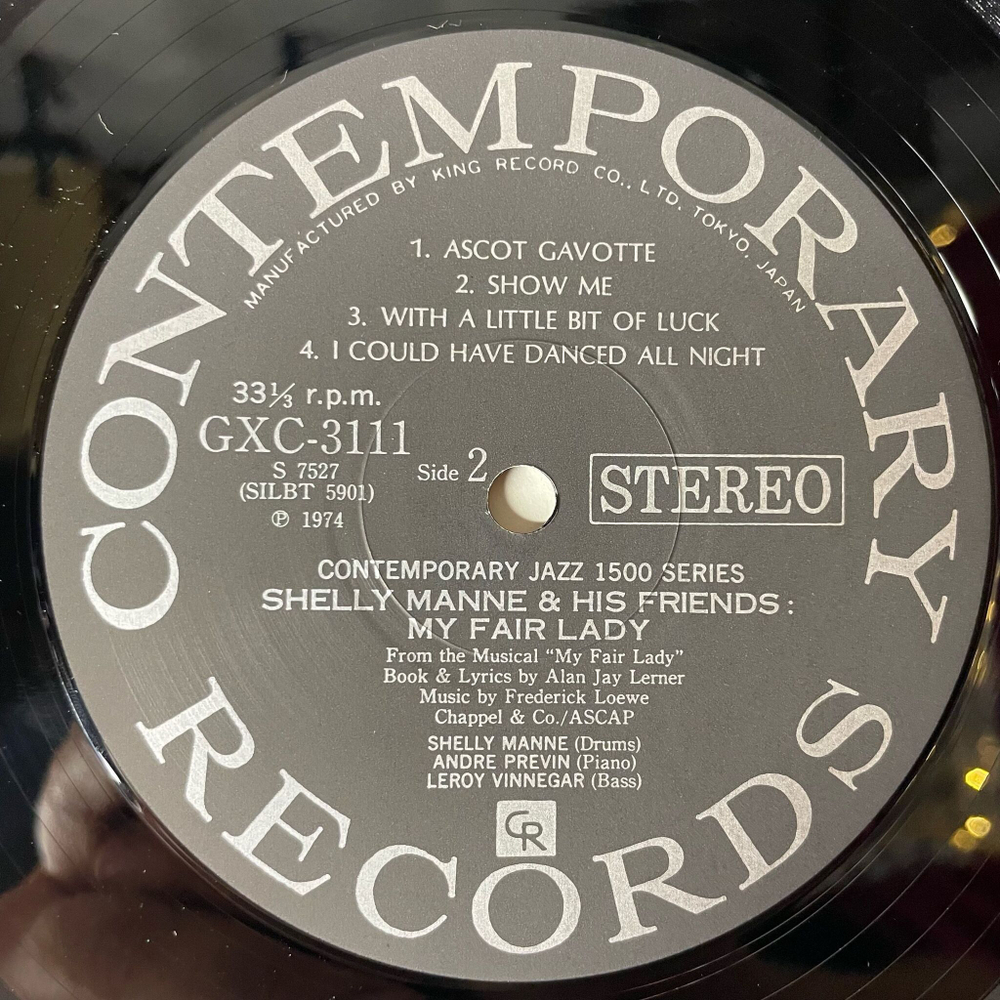 CONTEMPORARY
MANUFACTURED BY KING RECORD CO., LTD. TOKYO, JAPAN
1. ASCOT GAVOTTE
2. SHOW ME
3. WITH A LITTLE BIT OF LUCK
4. I COULD HAVE DANCED ALL NIGHT
33⅓ r.p.m.
GXC-3111
S 7527
(SILBT 5901)
℗ 1974
Side 2
STEREO
CONTEMPORARY JAZZ 1500 SERIES
SHELLY MANNE & HIS FRIENDS:
MY FAIR LADY
From the Musical “My Fair Lady”
Book & Lyrics by Alan Jay Lerner
Music by Frederick Loewe
Chappel & Co./ASCAP
SHELLY MANNE (Drums)
ANDRE PREVIN (Piano)
LEROY VINNEGAR (Bass)
CR
RECORDS